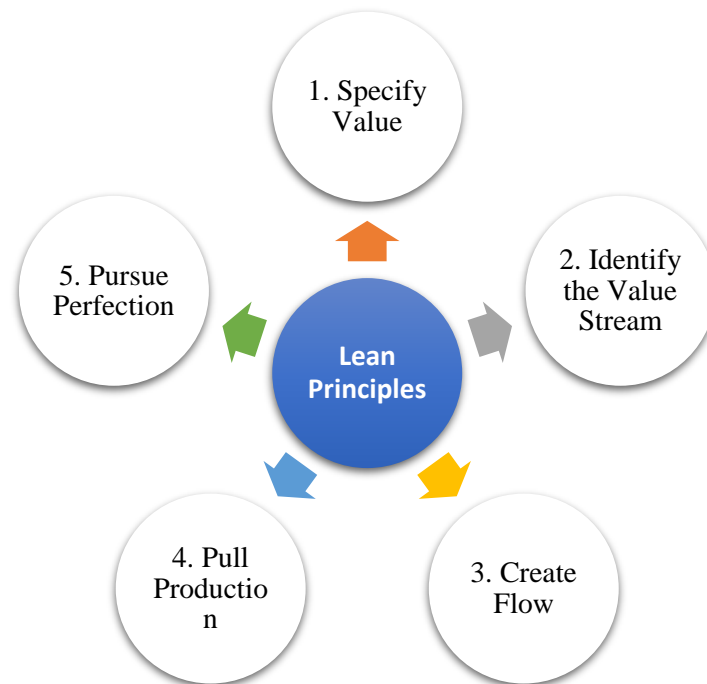 1. Specify
Value
2. Identify
the Value
Stream
3. Create
Flow
4. Pull
Productio
n
5. Pursue
Perfection
Lean
Principles